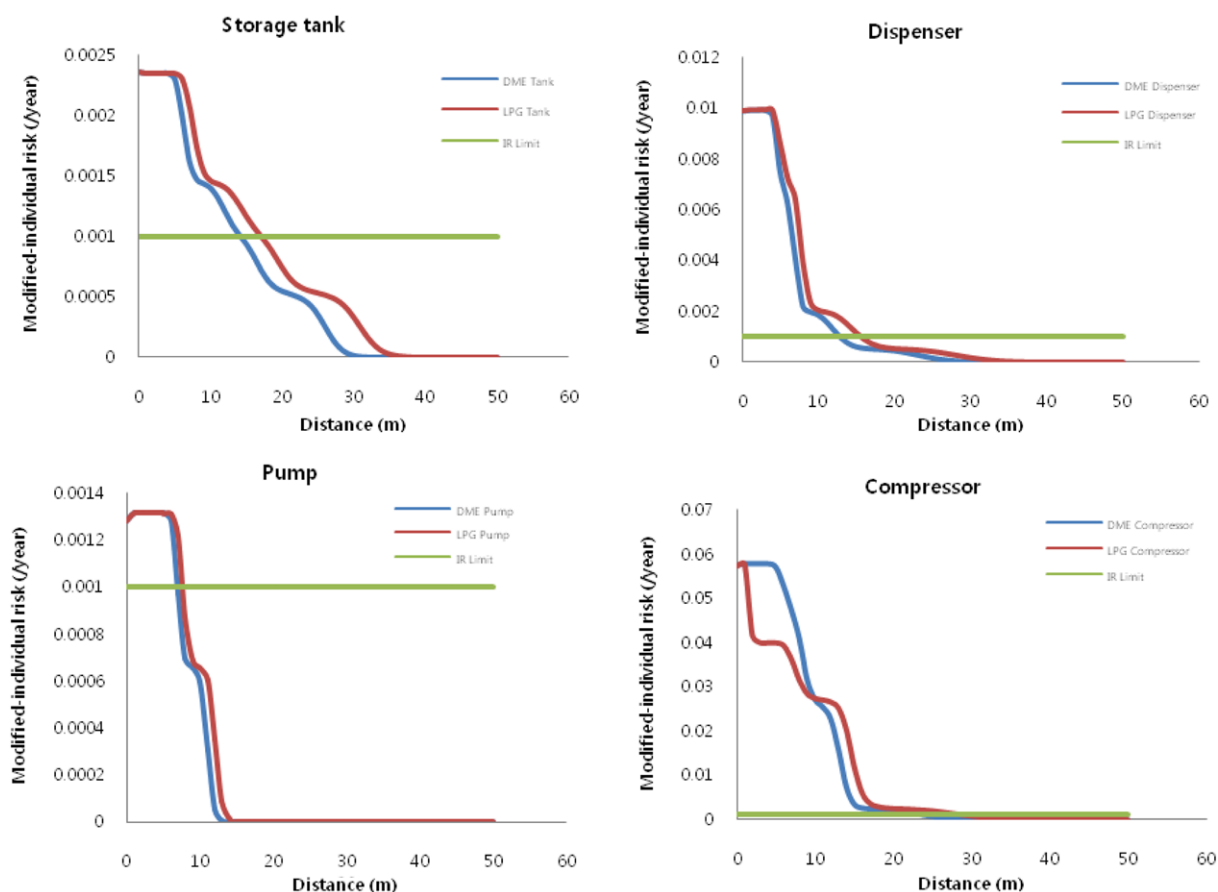 Storage tank
Modified-individual risk (/year)
0.0025
0.002
0.0015
0.001
0.0005
0
DME Tank
LPG Tank
IR Limit
0 10 20 30 40 50 60
Distance (m)
Dispenser
Modified-individual risk (/year)
0.012
0.01
0.008
0.006
0.004
0.002
0
DME Dispenser
LPG Dispenser
IR Limit
0 10 20 30 40 50 60
Distance (m)
Pump
Modified-individual risk (/year)
0.0014
0.0012
0.001
0.0008
0.0006
0.0004
0.0002
0
DME Pump
LPG Pump
IR Limit
0 10 20 30 40 50 60
Distance (m)
Compressor
Modified-individual risk (/year)
0.07
0.06
0.05
0.04
0.03
0.02
0.01
0
DME Compressor
LPG Compressor
IR Limit
0 10 20 30 40 50 60
Distance (m)